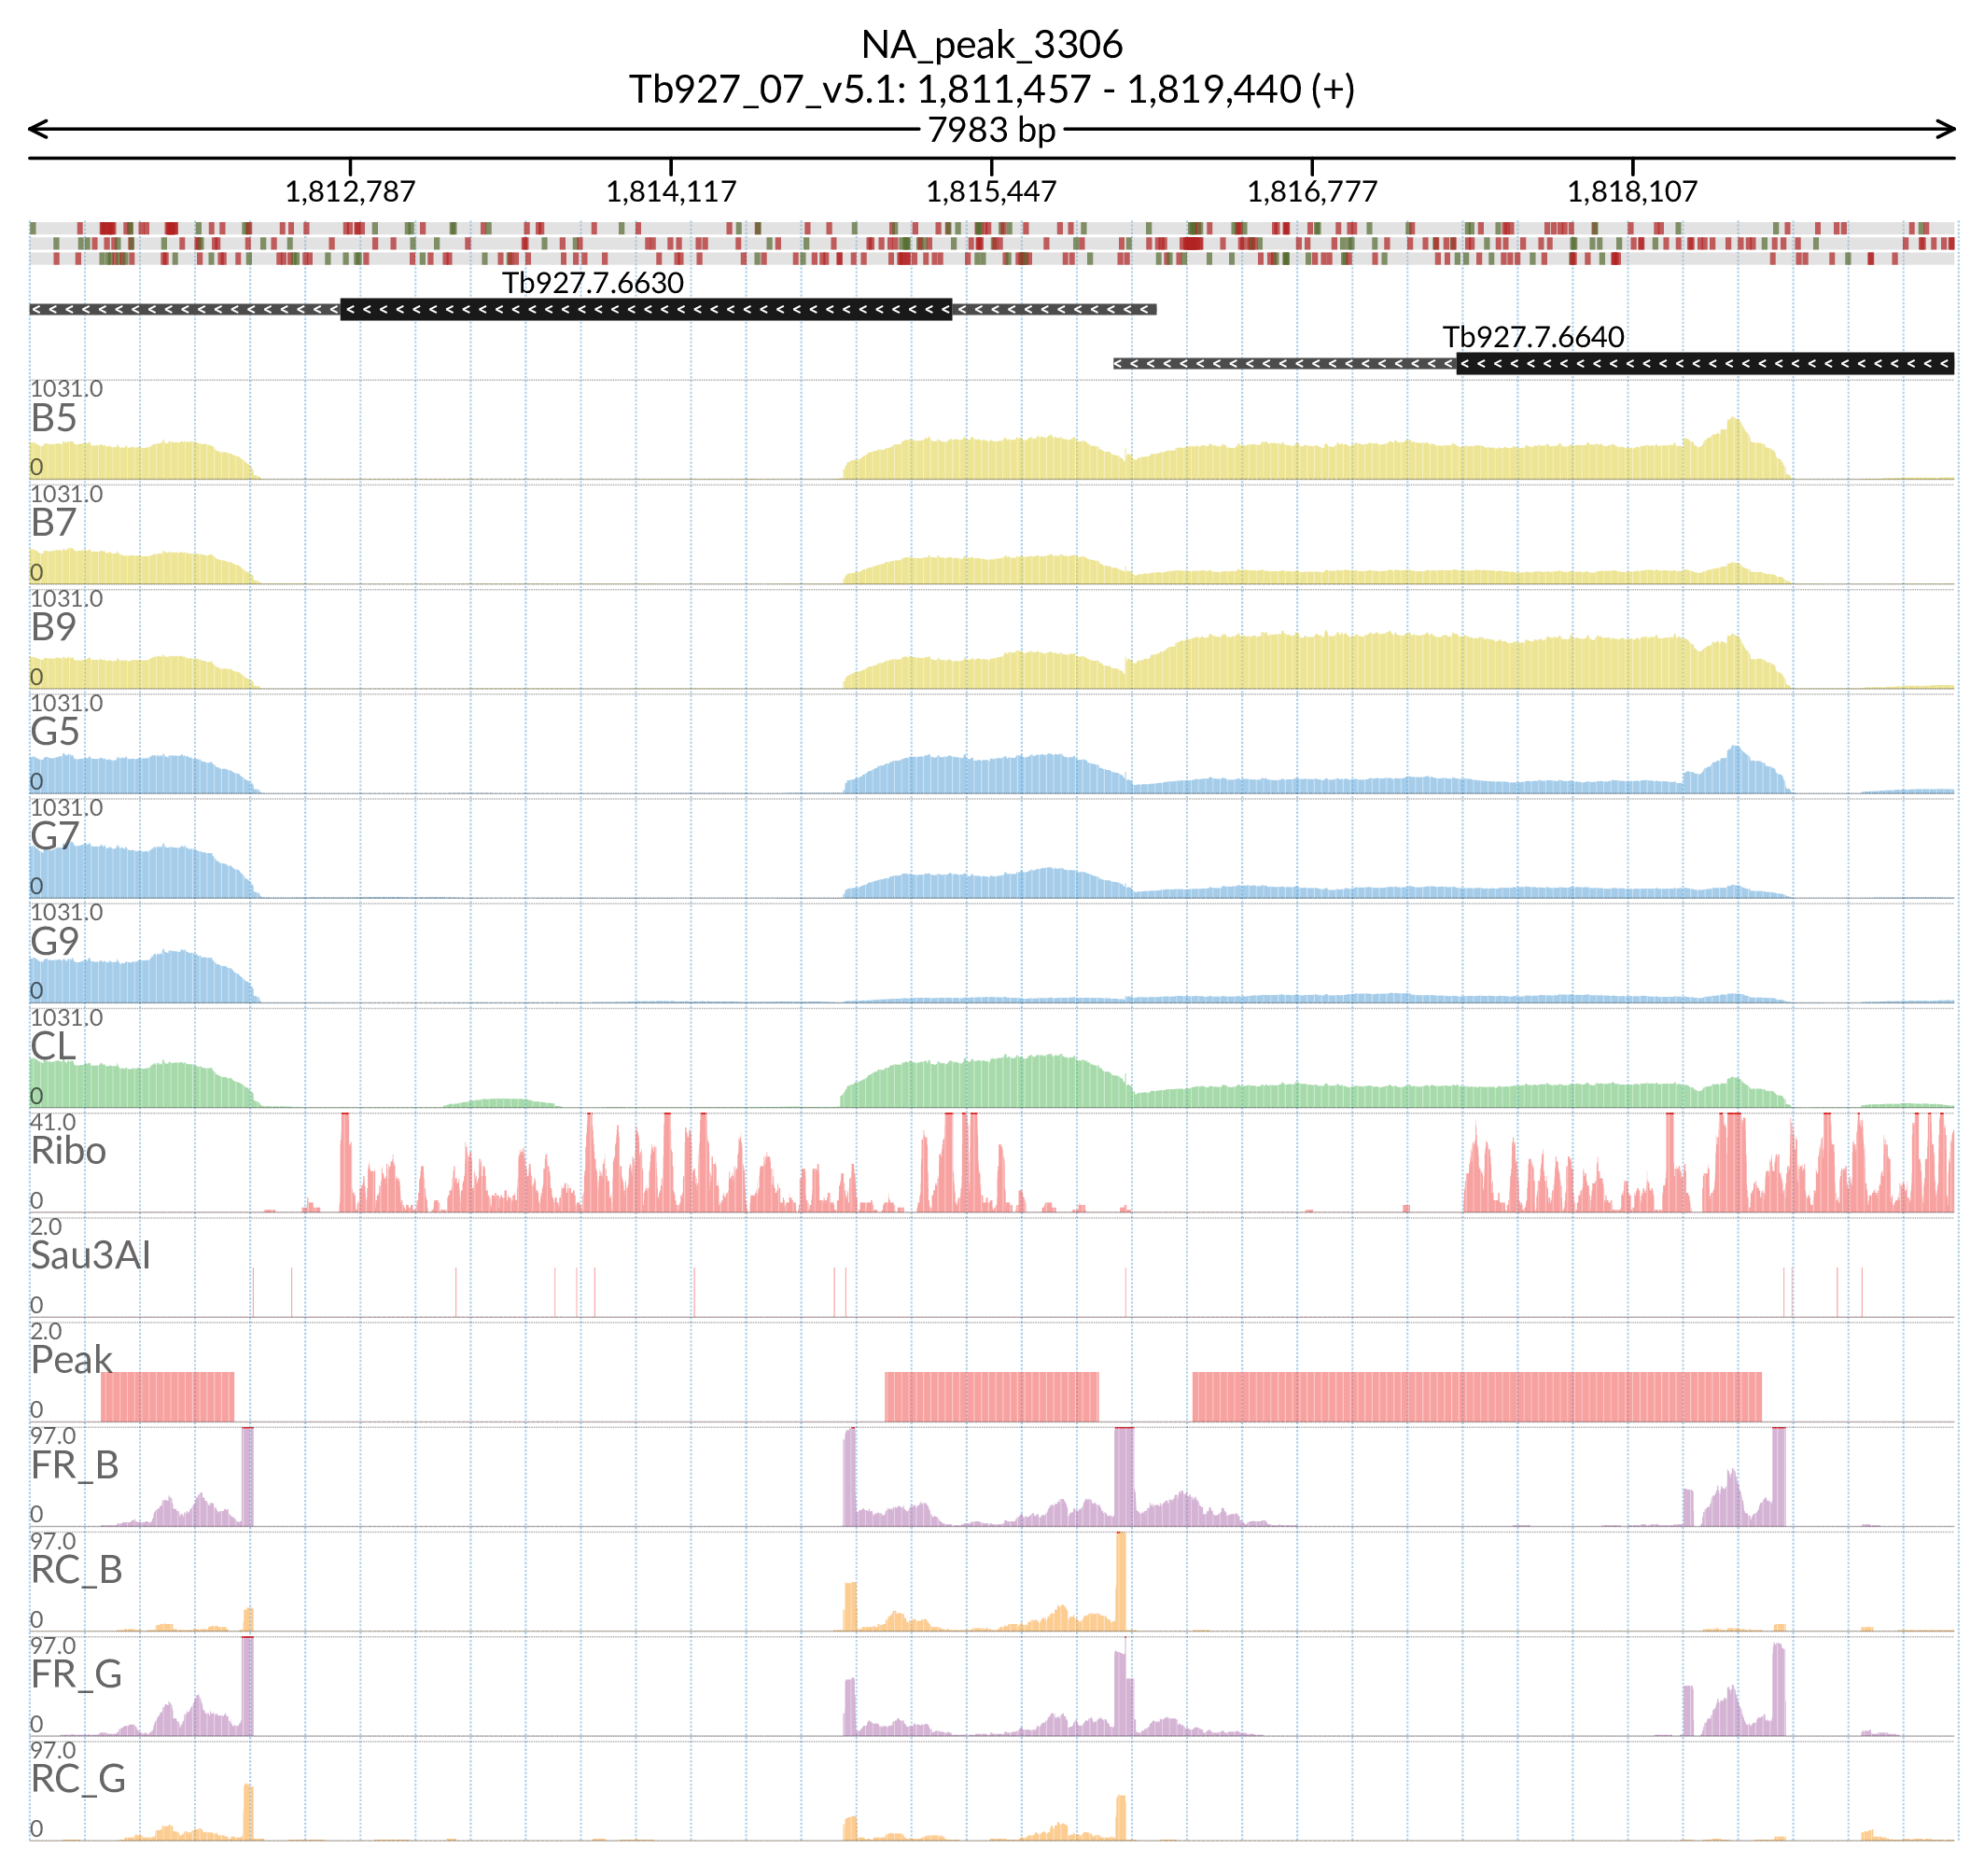 NA_peak_3306
Tb927_07_v5.1: 1,811,457 - 1,819,440 (+)
7983 bp
1,812,787 1,814,117 1,815,447 1,816,777 1,818,107
Tb927.7.6630
Tb927.7.6640
1031.0
B5
0
1031.0
B7
0
1031.0
B9
0
1031.0
G5
0
1031.0
G7
0
1031.0
G9
0
1031.0
CL
0
41.0
Ribo
0
2.0
Sau3AI
0
2.0
Peak
0
97.0
FR_B
0
97.0
RC_B
0
97.0
FR_G
0
97.0
RC_G
0